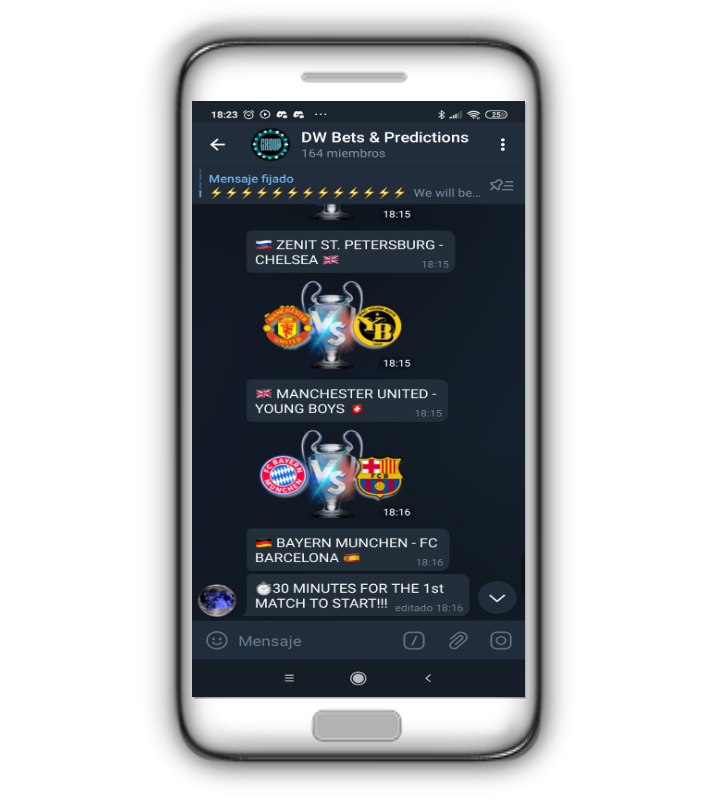 18:23 ... 25
DW Bets & Predictions
GROUP 164 miembros
Mensaje fijado
⚡⚡⚡⚡⚡⚡⚡⚡⚡⚡⚡⚡⚡ We will be...
18:15
🇷🇺 ZENIT ST. PETERSBURG -
CHELSEA 🇬🇧 18:15
MANCHESTER UNITED VS
18:15
🇬🇧 MANCHESTER UNITED -
YOUNG BOYS 🇨🇭 18:15
FC BAYERN MÜNCHEN VS FCB
18:16
🇩🇪 BAYERN MUNCHEN - FC
BARCELONA 🇪🇸 18:16
⏱30 MINUTES FOR THE 1st
MATCH TO START!!! editado 18:16
Mensaje